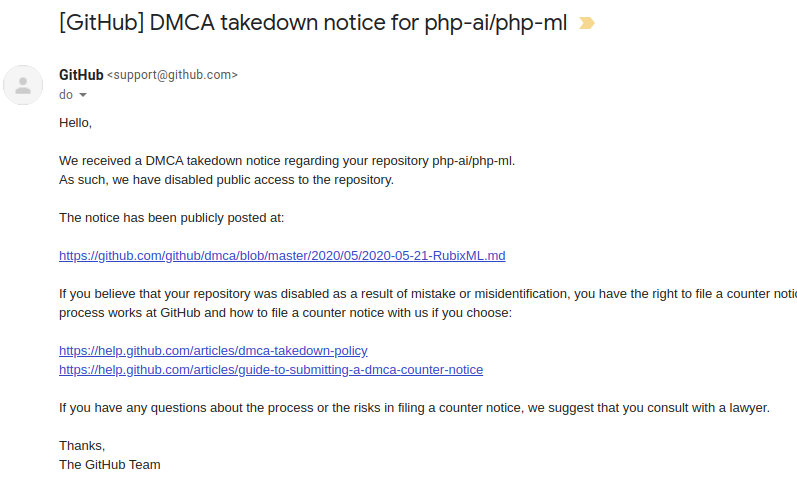 [GitHub] DMCA takedown notice for php-ai/php-ml
GitHub <support@github.com>
do
Hello,
We received a DMCA takedown notice regarding your repository php-ai/php-ml.
As such, we have disabled public access to the repository.
The notice has been publicly posted at:
https://github.com/github/dmca/blob/master/2020/05/2020-05-21-RubixML.md
If you believe that your repository was disabled as a result of mistake or misidentification, you have the right to file a counter
process works at GitHub and how to file a counter notice with us if you choose:
https://help.github.com/articles/dmca-takedown-policy
https://help.github.com/articles/guide-to-submitting-a-dmca-counter-notice
If you have any questions about the process or the risks in filing a counter notice, we suggest that you consult with a lawyer.
Thanks,
The GitHub Team